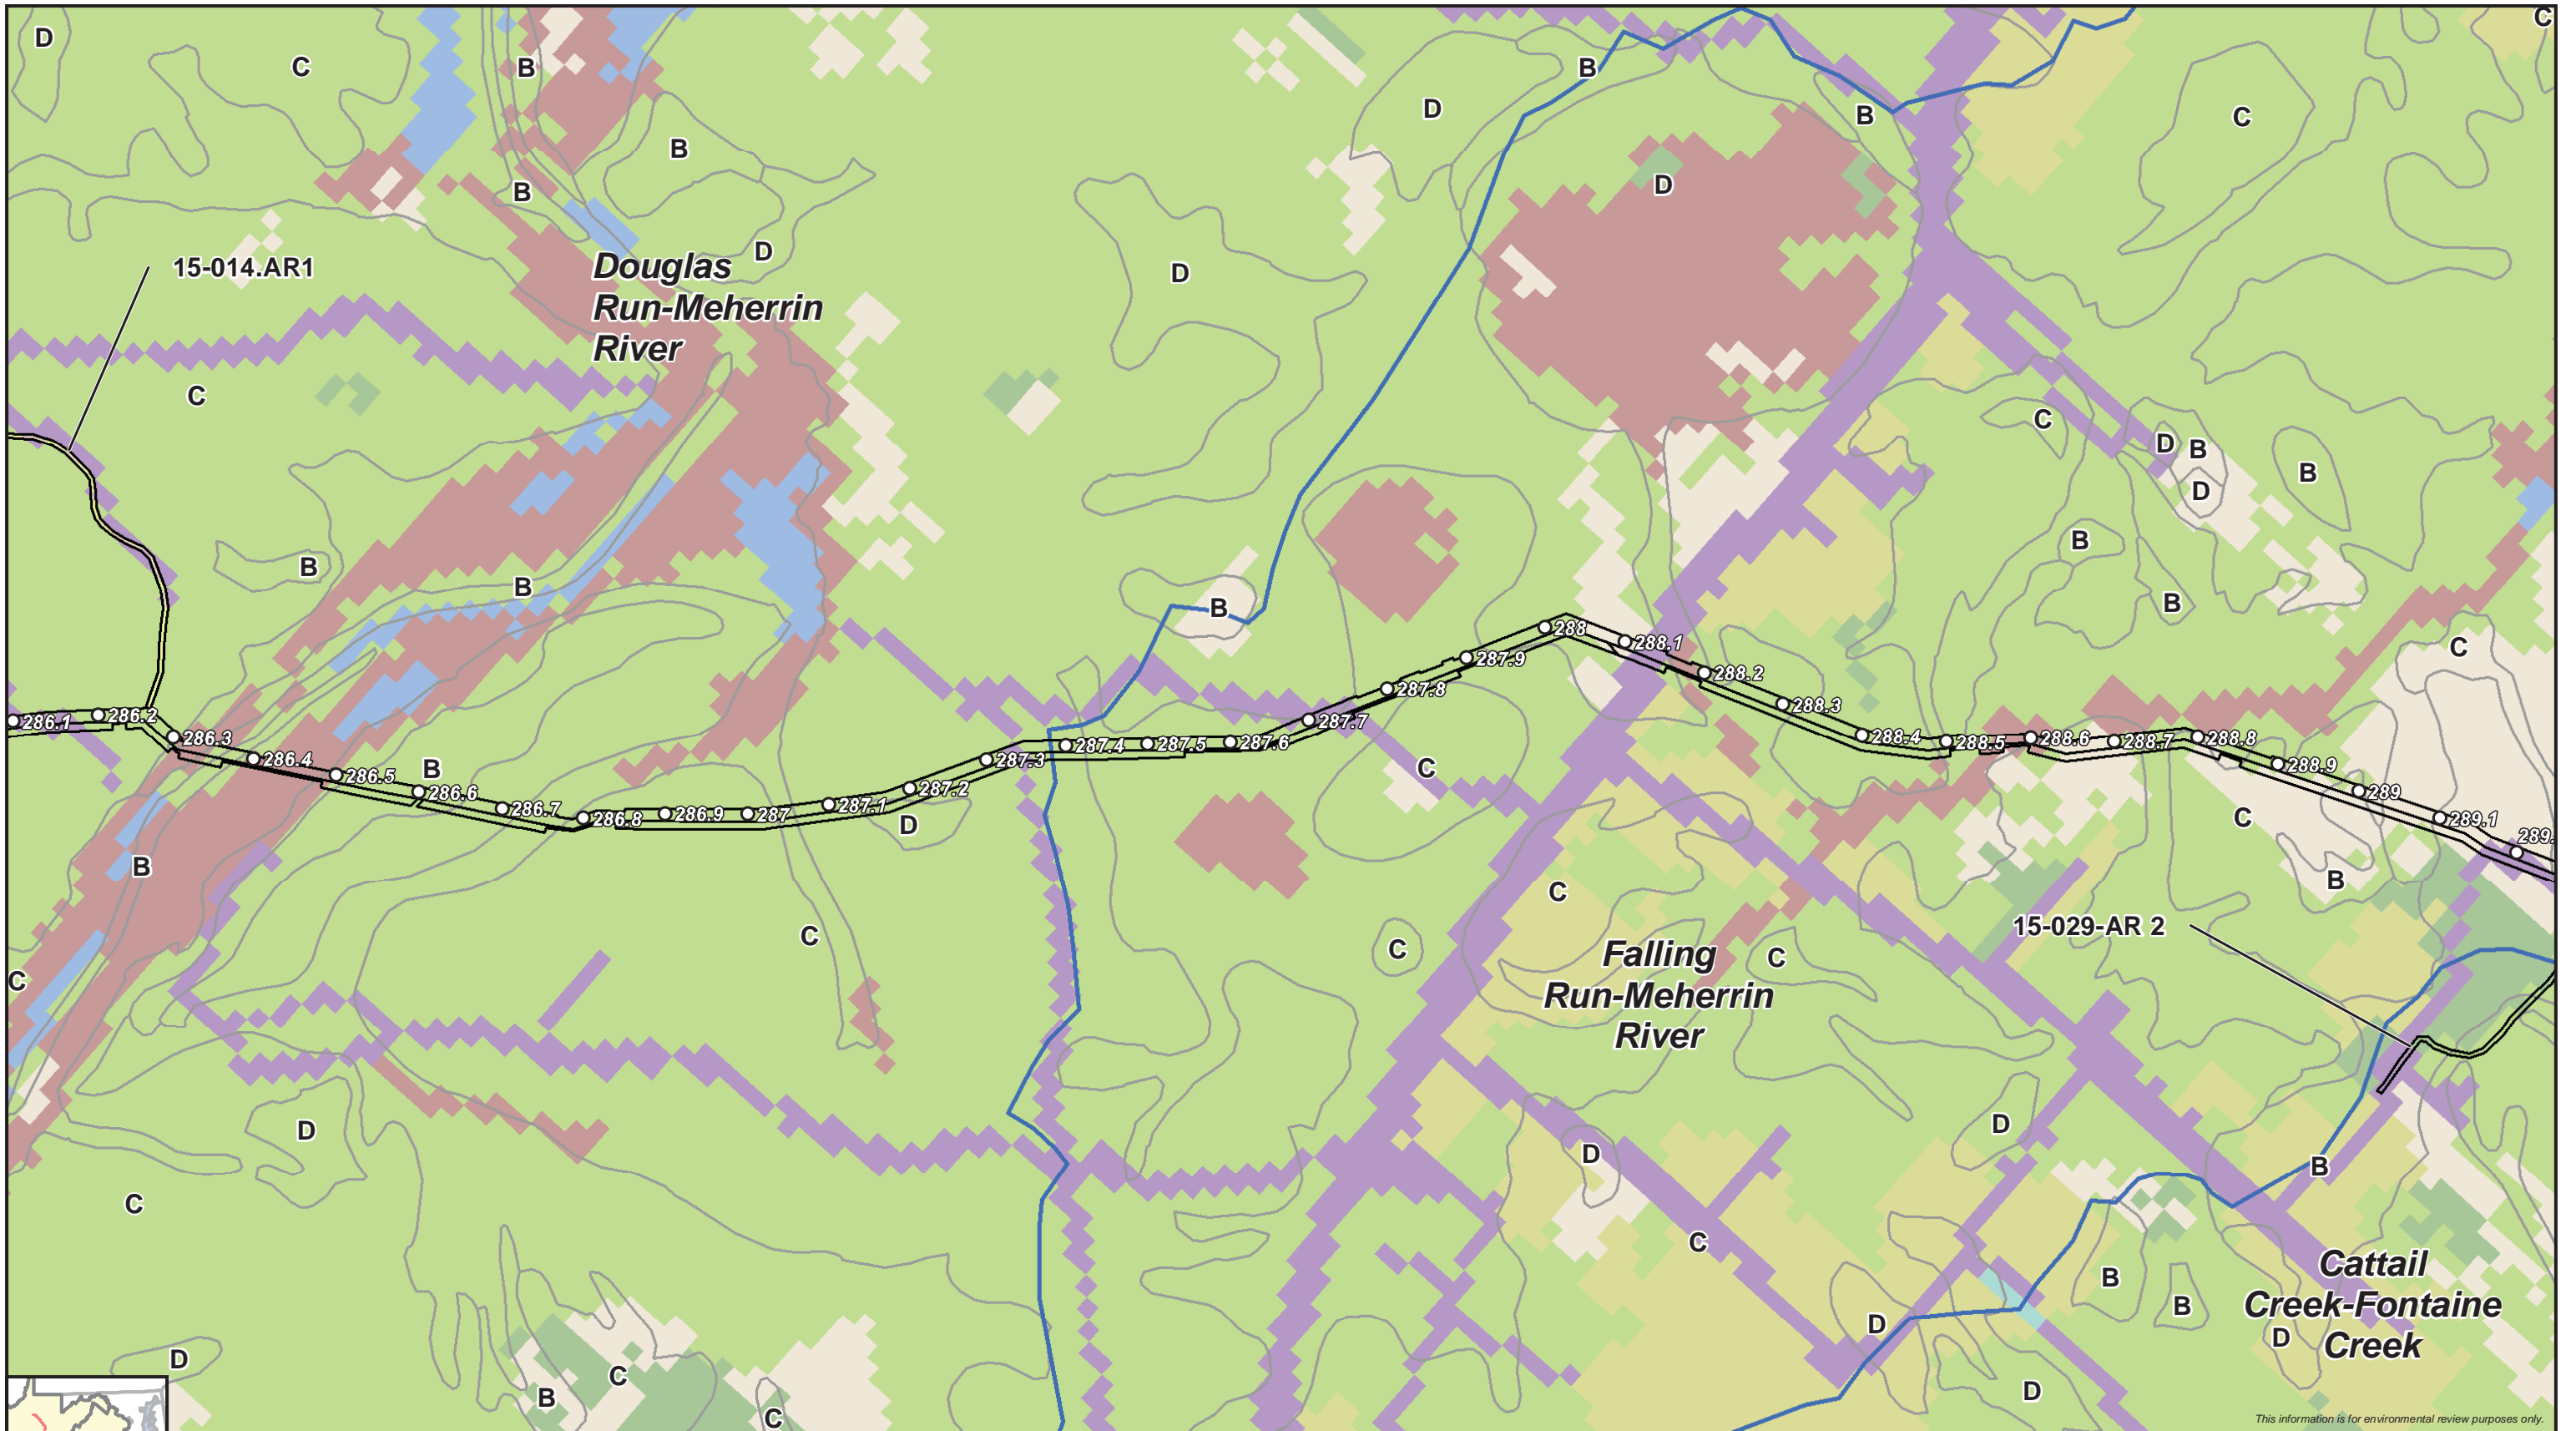 D
C
B
B
C
D
B
B
C
B
D
B
D
D
15-014.AR1
Douglas
Run-Meherrin
River
D
C
C
D
B
B
D
B
B
B
B
B
B
B
C
288
288.1
287.9
288.2
287.8
288.3
286.1
286.2
287.7
286.3
287.4
287.5
287.6
288.4
288.5
288.6
288.7
288.8
286.4
287.3
288.9
286.5
B
C
286.6
287.2
289
286.7
287.1
286.8
286.9
287
D
C
289.1
289.
B
B
C
15-029-AR 2
C
C
C
Falling
Run-Meherrin
River
C
D
D
D
B
C
C
Cattail
Creek-Fontaine
Creek
B
B
D
D
D
C
B
D
C
This information is for environmental review purposes only.